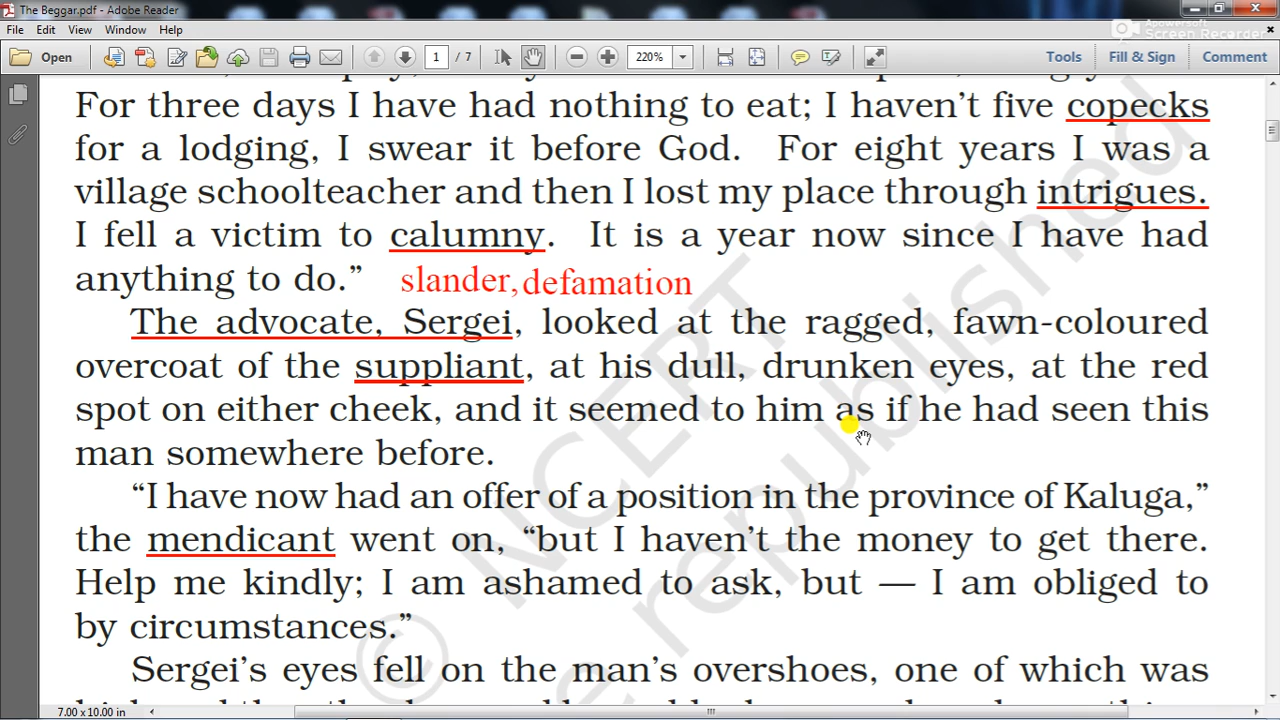 The Beggar.pdf - Adobe Reader
File Edit View Window Help
Apowersoft
Screen Recorder
Open 1 / 7 220% Tools Fill & Sign Comment
For three days I have had nothing to eat; I haven't five copecks
for a lodging, I swear it before God. For eight years I was a
village schoolteacher and then I lost my place through intrigues.
I fell a victim to calumny. It is a year now since I have had
anything to do.” slander, defamation
The advocate, Sergei, looked at the ragged, fawn-coloured
overcoat of the suppliant, at his dull, drunken eyes, at the red
spot on either cheek, and it seemed to him as if he had seen this
man somewhere before.
“I have now had an offer of a position in the province of Kaluga,”
the mendicant went on, “but I haven't the money to get there.
Help me kindly; I am ashamed to ask, but — I am obliged to
by circumstances.”
Sergei's eyes fell on the man's overshoes, one of which was
© NCERT
republished
7.00 x 10.00 in